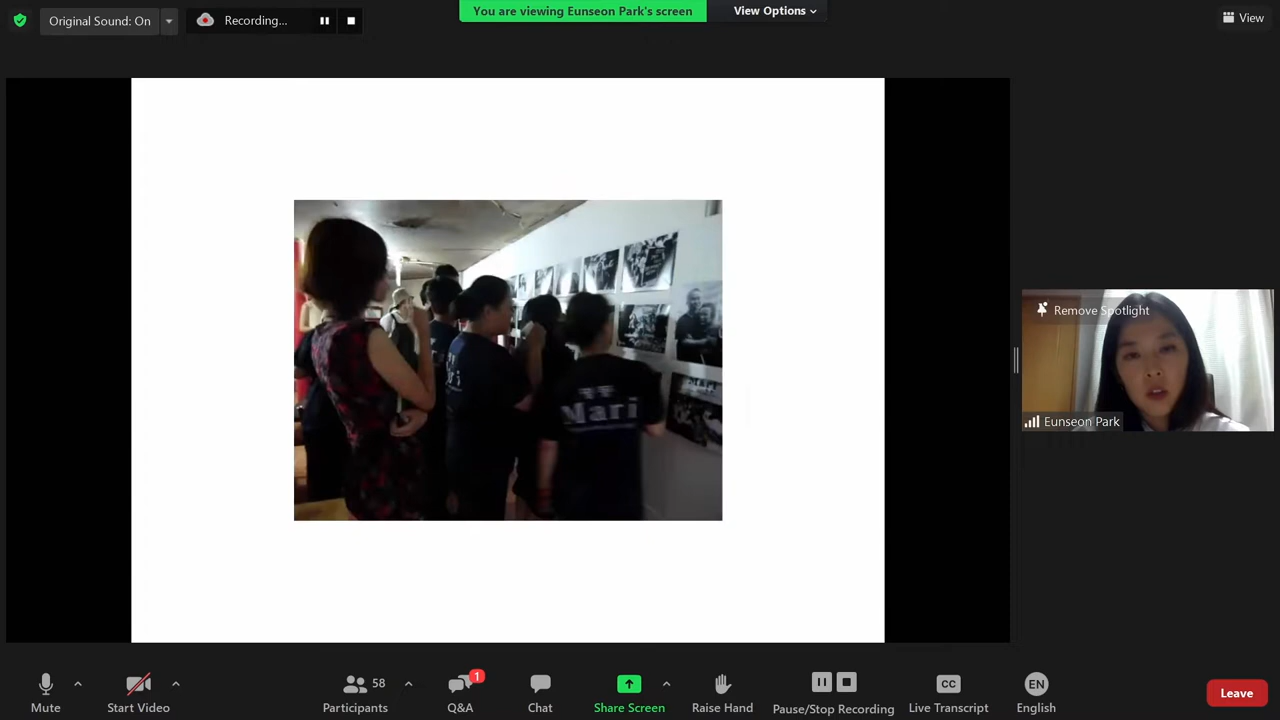 Original Sound: On
Recording...
You are viewing Eunseon Park's screen
View Options
View
Remove Spotlight
Eunseon Park
Mari
Mute
Start Video
58
Participants
1
Q&A
Chat
Share Screen
Raise Hand
Pause/Stop Recording
CC
Live Transcript
EN
English
Leave